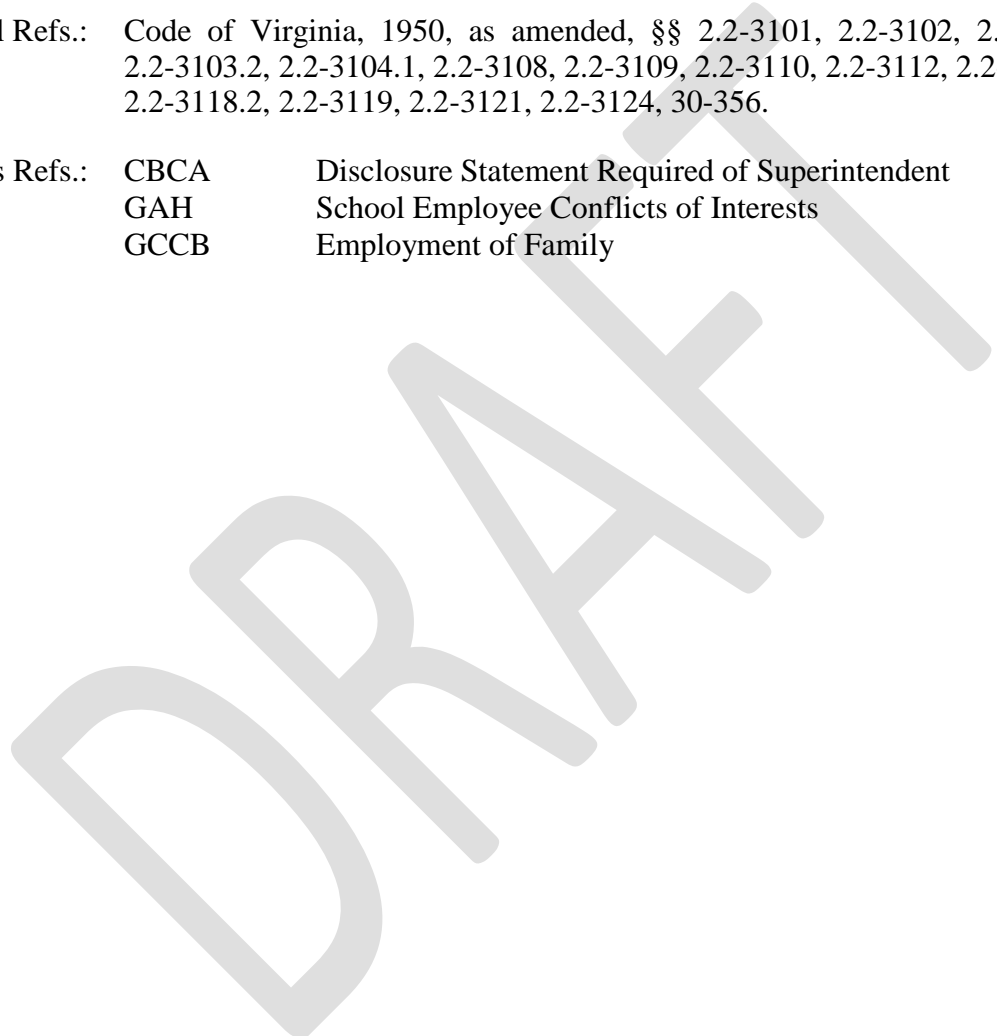 Refs.: Code of Virginia, 1950, as amended, §§ 2.2-3101, 2.2-3102, 2.
2.2-3103.2, 2.2-3104.1, 2.2-3108, 2.2-3109, 2.2-3110, 2.2-3112, 2.2
2.2-3118.2, 2.2-3119, 2.2-3121, 2.2-3124, 30-356.
Refs.: CBCA Disclosure Statement Required of Superintendent
GAH School Employee Conflicts of Interests
GCCB Employment of Family
DRAFT